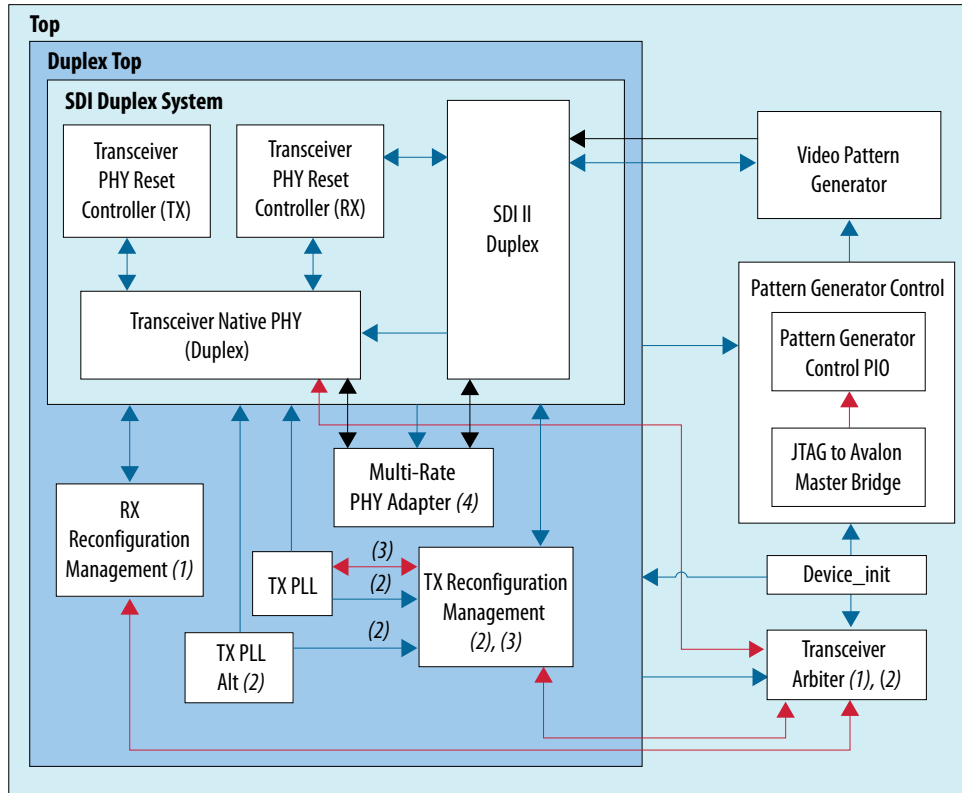 Top
Duplex Top
SDI Duplex System
Transceiver
PHY Reset
Controller (TX)
Transceiver
PHY Reset
Controller (RX)
SDI II
Duplex
Video Pattern
Generator
Transceiver Native PHY
(Duplex)
Pattern Generator Control
Pattern Generator
Control PIO
JTAG to Avalon
Master Bridge
Multi-Rate
PHY Adapter (4)
RX
Reconfiguration
Management (1)
TX PLL
(3)
(2)
(2)
TX Reconfiguration
Management
(2), (3)
TX PLL
Alt (2)
Device_init
Transceiver
Arbiter (1), (2)